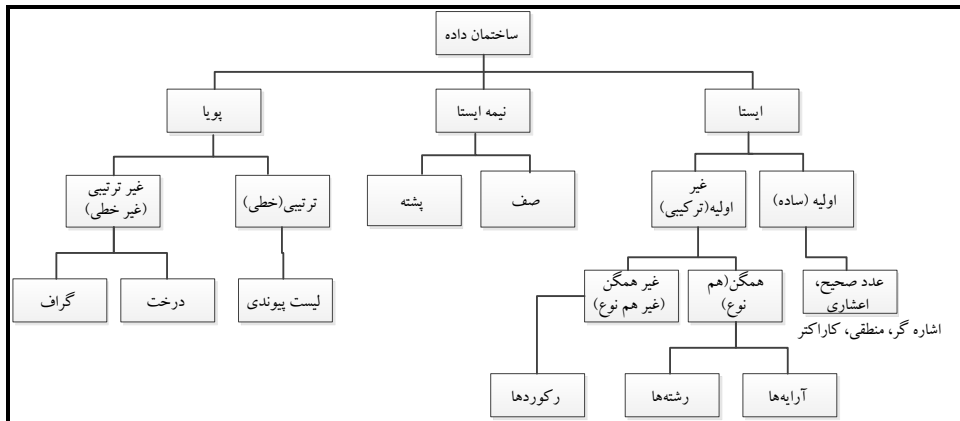 ساختمان داده
ایستا
نیمه ایستا
پویا
اولیه (ساده)
غیر
اولیه(ترکیبی)
صف
پشته
ترتیبی(خطی)
غیر ترتیبی
(غیر خطی)
عدد صحیح،
اعشاری
اشاره گر، منطقی، کاراکتر
همگن(هم
نوع)
غیر همگن
(غیر هم نوع)
لیست پیوندی
درخت
گراف
آرایه‌ها
رشته‌ها
رکوردها